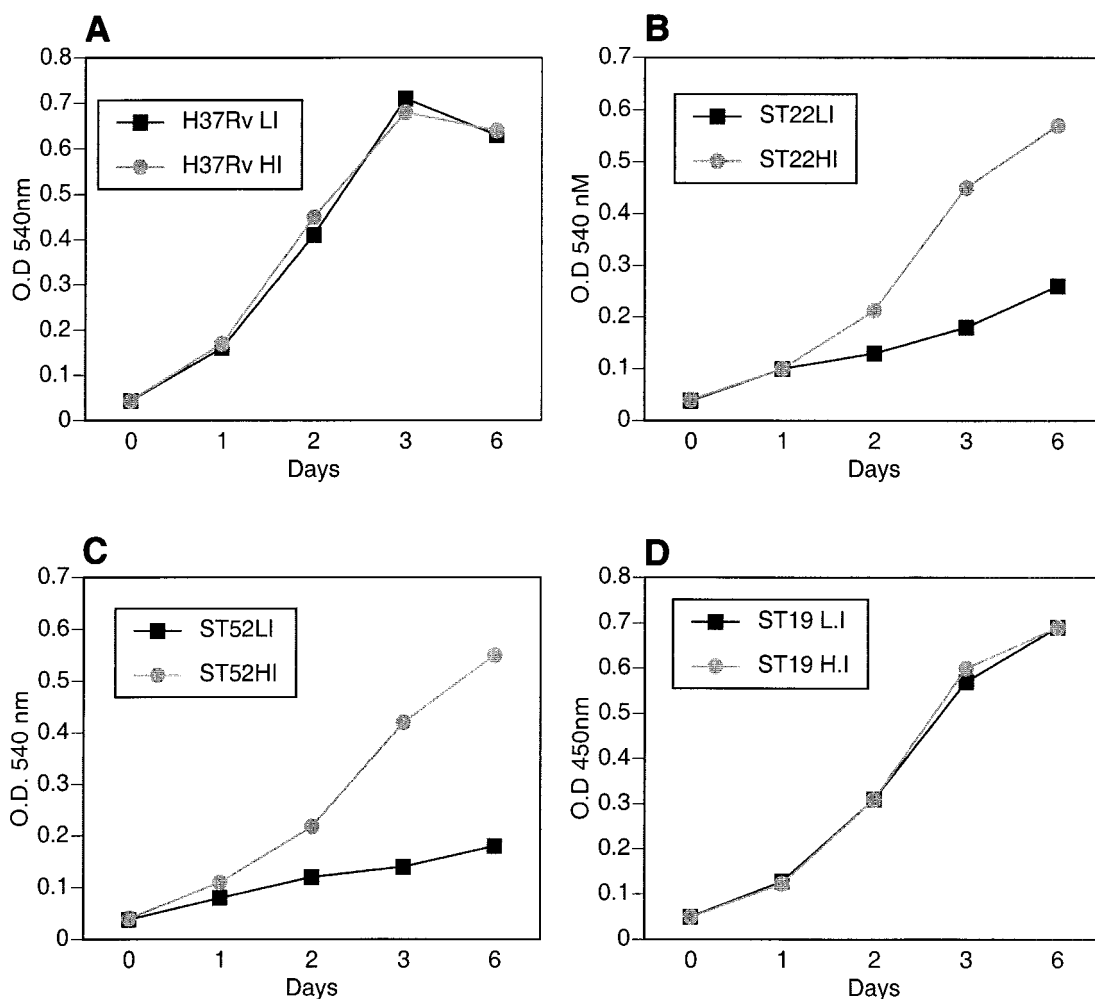 A
O.D 540nm
0.8
0.7
0.6
0.5
0.4
0.3
0.2
0.1
0
H37Rv LI
H37Rv HI
0 1 2 3 6
Days
B
O.D 540 nM
0.7
0.6
0.5
0.4
0.3
0.2
0.1
0
ST22LI
ST22HI
0 1 2 3 6
Days
C
O.D. 540 nm
0.7
0.6
0.5
0.4
0.3
0.2
0.1
0
ST52LI
ST52HI
0 1 2 3 6
Days
D
O.D 450nm
0.8
0.7
0.6
0.5
0.4
0.3
0.2
0.1
0
ST19 L.I
ST19 H.I
0 1 2 3 6
Days